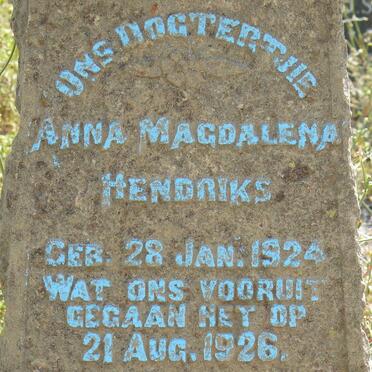 ONS DOGTERTJIE
ANNA MAGDALENA
HENDRIKS
GEB. 28 JAN. 1924
WAT ONS VOORUIT
GEGAAN HET OP
21 AUG. 1926.